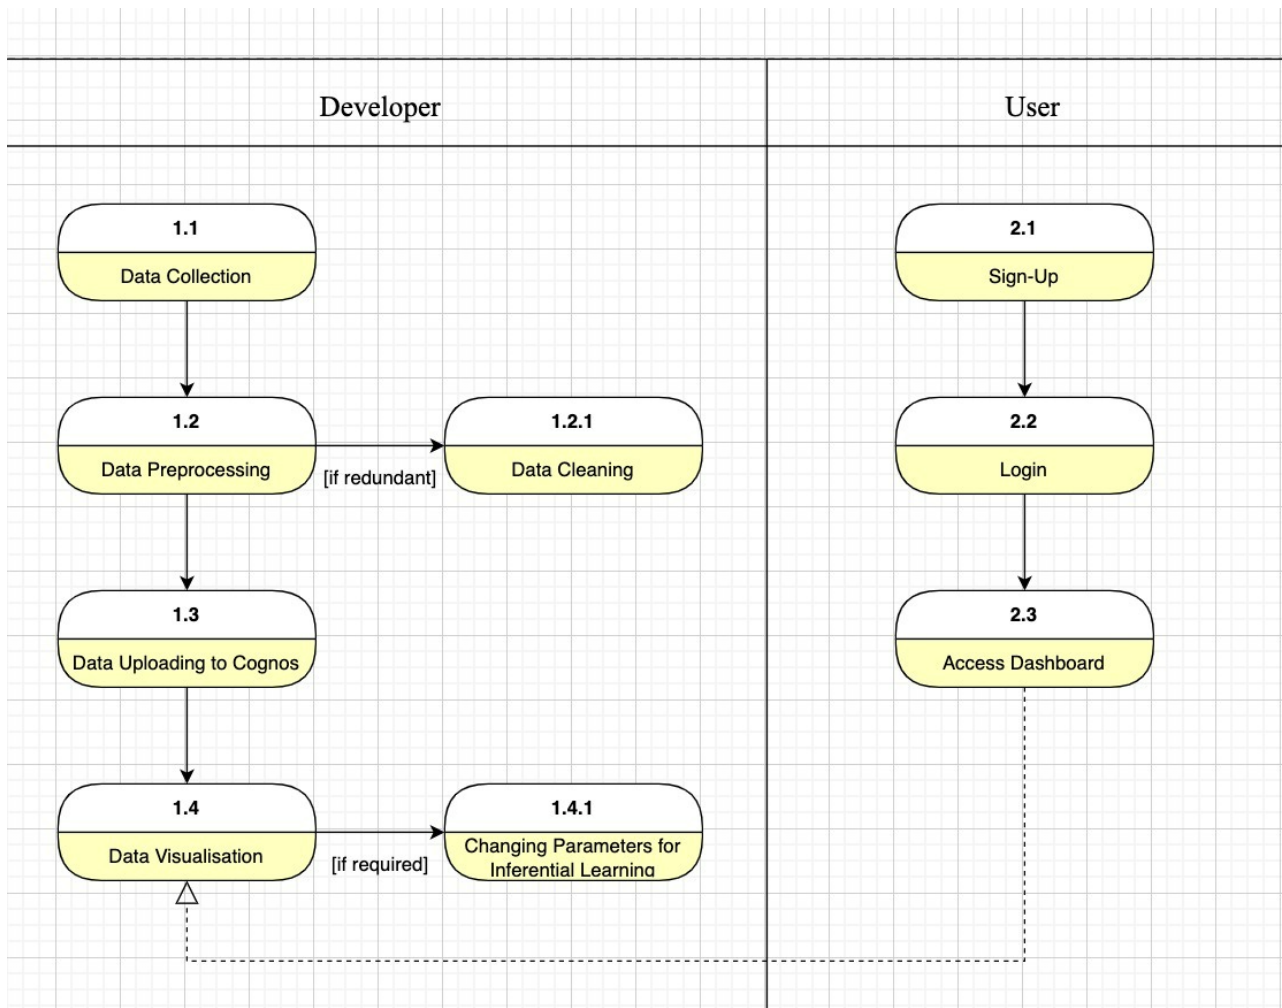 Developer
User
1.1
Data Collection
2.1
Sign-Up
1.2
Data Preprocessing
[if redundant]
1.2.1
Data Cleaning
2.2
Login
1.3
Data Uploading to Cognos
2.3
Access Dashboard
1.4
Data Visualisation
[if required]
1.4.1
Changing Parameters for
Inferential Learning